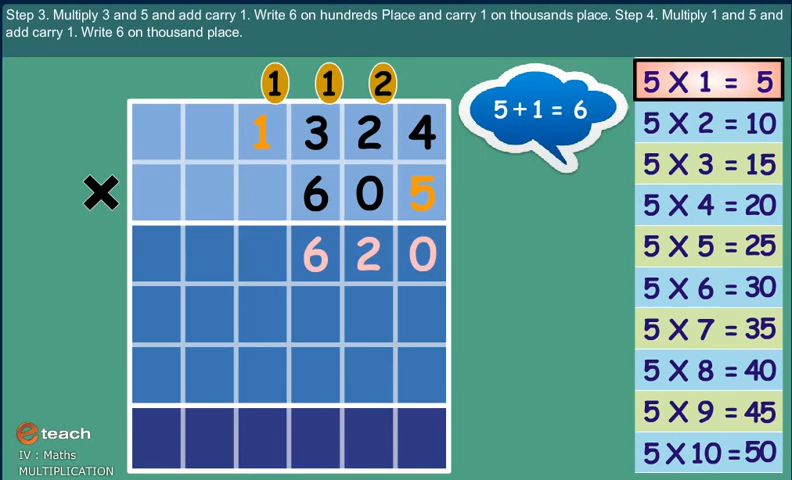 Step 3. Multiply 3 and 5 and add carry 1. Write 6 on hundreds Place and carry 1 on thousands place. Step 4. Multiply 1 and 5 and
add carry 1. Write 6 on thousand place.
1 1 2
1 3 2 4
× 6 0 5
6 2 0
5 + 1 = 6
5 X 1 = 5
5 X 2 = 10
5 X 3 = 15
5 X 4 = 20
5 X 5 = 25
5 X 6 = 30
5 X 7 = 35
5 X 8 = 40
5 X 9 = 45
5 X 10 = 50
e teach
IV : Maths
MULTIPLICATION